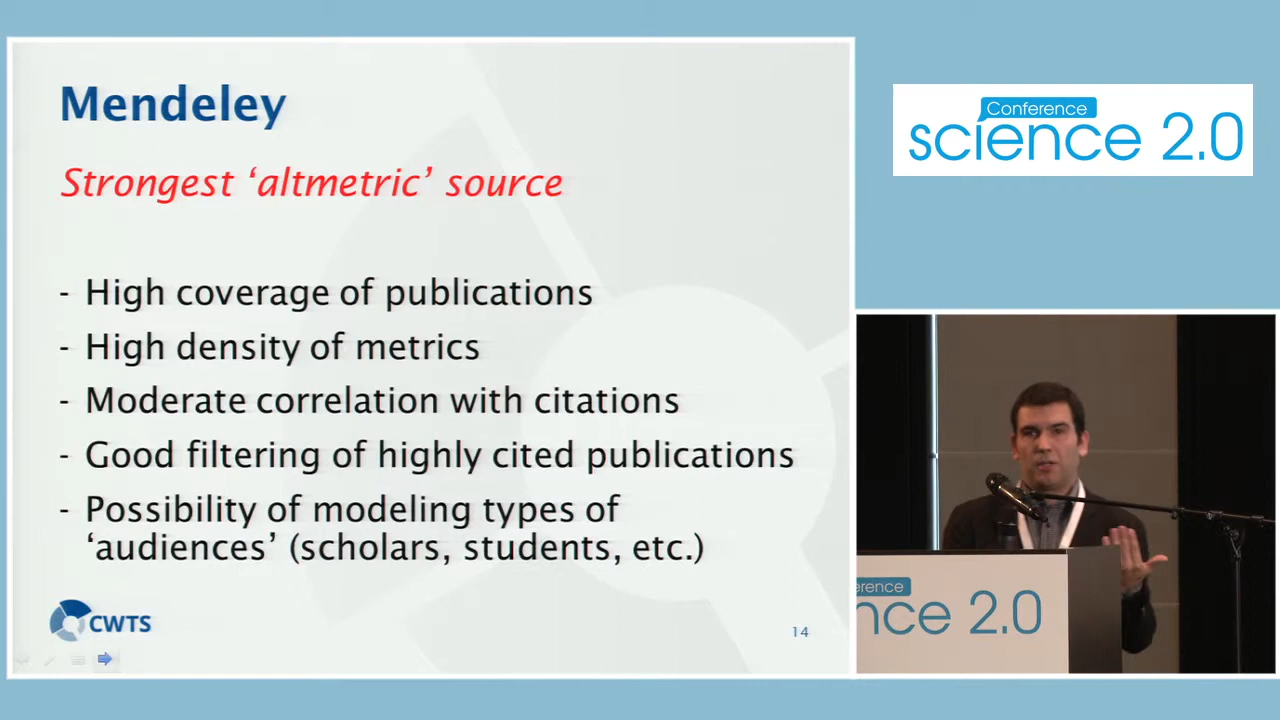 Mendeley
Strongest ‘altmetric’ source
- High coverage of publications
- High density of metrics
- Moderate correlation with citations
- Good filtering of highly cited publications
- Possibility of modeling types of
‘audiences’ (scholars, students, etc.)
CWTS
14
Conference
science 2.0
erence
nce 2.0